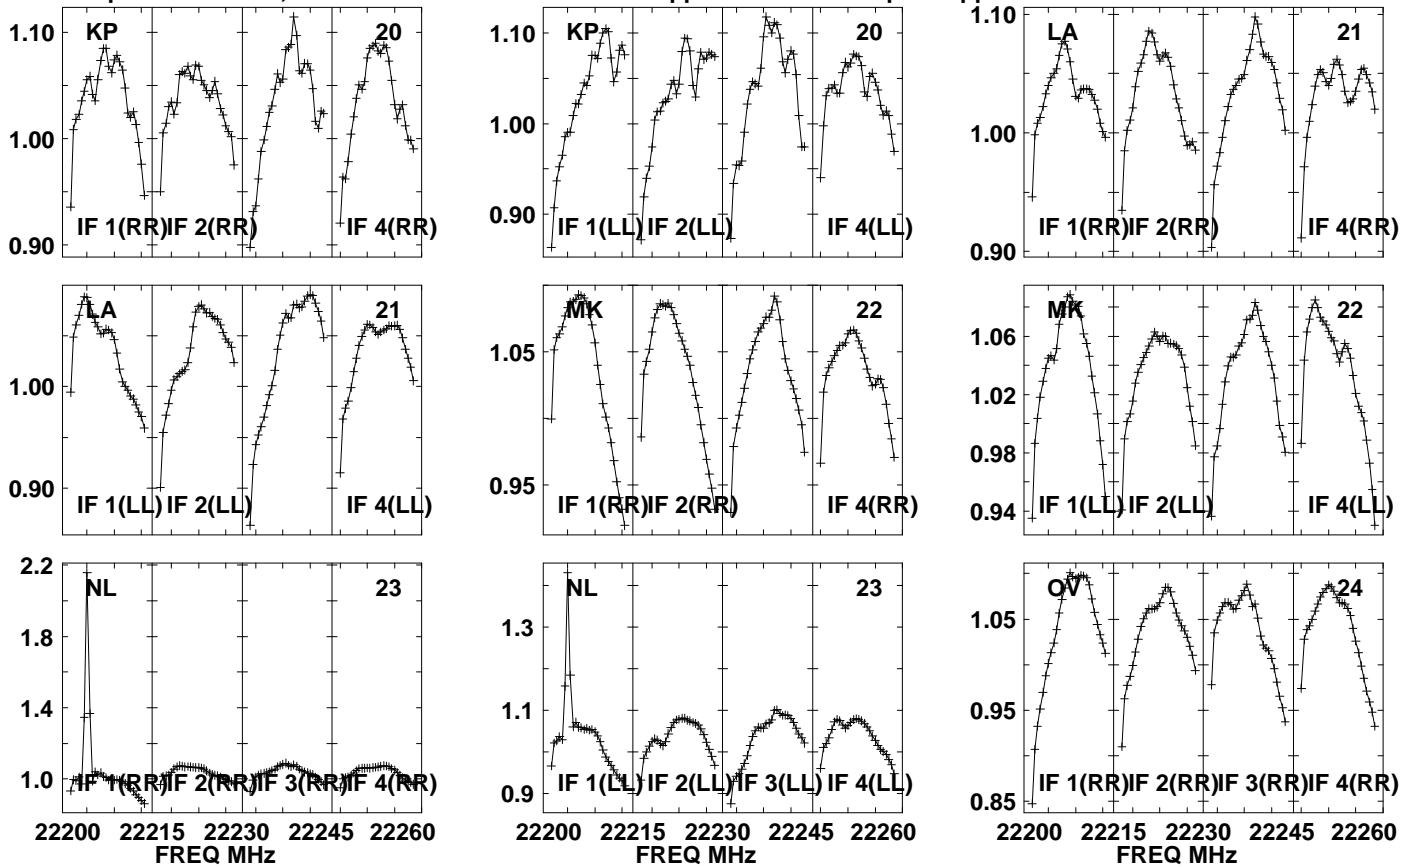 1.10 KP 20
1.00
0.90
IF 1(RR) IF 2(RR) IF 4(RR)
1.10 KP 20
1.00
0.90
IF 1(LL) IF 2(LL) IF 4(LL)
1.10 LA 21
1.00
0.90
IF 1(RR) IF 2(RR) IF 4(RR)
LA 21
1.00
0.90
IF 1(LL) IF 2(LL) IF 4(LL)
MK 22
1.05
0.95
IF 1(RR) IF 2(RR) IF 4(RR)
MK 22
1.06
1.02
0.98
0.94
IF 1(LL) IF 2(LL) IF 4(LL)
2.2 NL 23
1.8
1.4
1.0
IF 1(RR) IF 2(RR) IF 3(RR) IF 4(RR)
22200 22215 22230 22245 22260
FREQ MHz
NL 23
1.3
1.1
0.9
IF 1(LL) IF 2(LL) IF 3(LL) IF 4(LL)
22200 22215 22230 22245 22260
FREQ MHz
OV 24
1.05
0.95
0.85
IF 1(RR) IF 2(RR) IF 3(RR) IF 4(RR)
22200 22215 22230 22245 22260
FREQ MHz